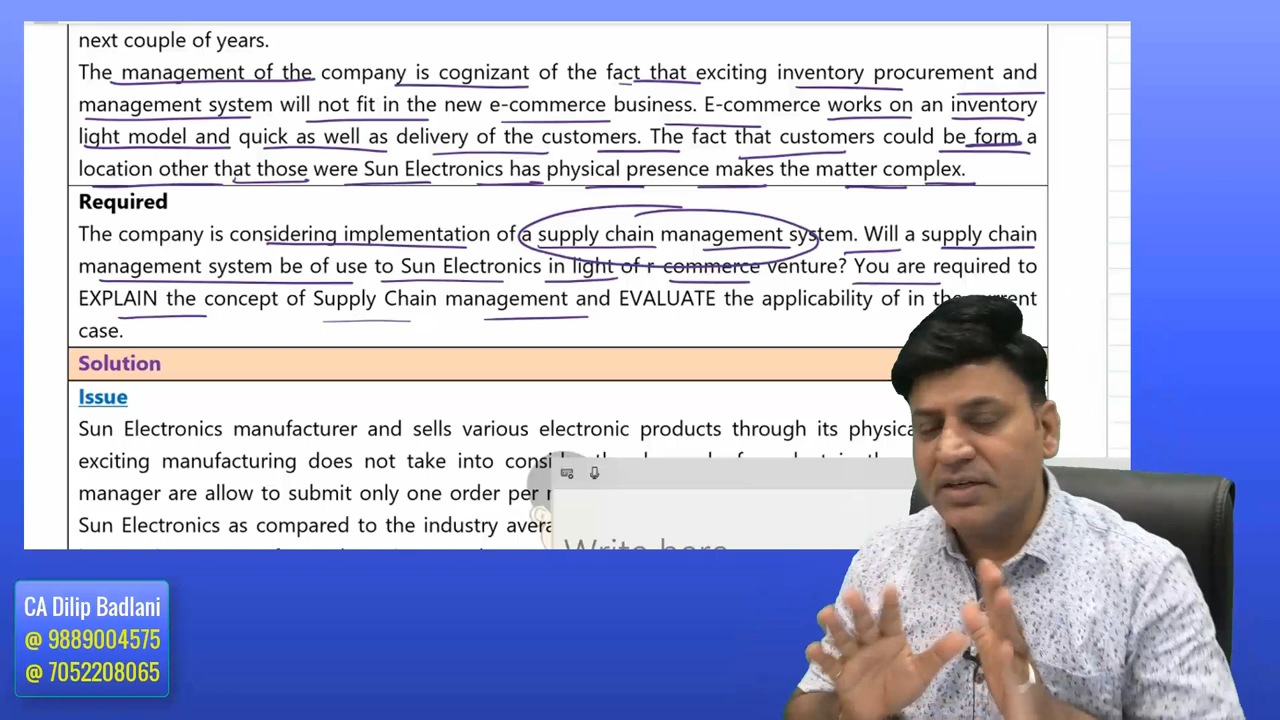 next couple of years.
The management of the company is cognizant of the fact that exciting inventory procurement and
management system will not fit in the new e-commerce business. E-commerce works on an inventory
light model and quick as well as delivery of the customers. The fact that customers could be form a
location other that those were Sun Electronics has physical presence makes the matter complex.
Required
The company is considering implementation of a supply chain management system. Will a supply chain
management system be of use to Sun Electronics in light of r commerce venture? You are required to
EXPLAIN the concept of Supply Chain management and EVALUATE the applicability of in the current
case.
Solution
Issue
Sun Electronics manufacturer and sells various electronic products through its
exciting manufacturing does not take into
manager are allow to submit only one order per
Sun Electronics as compared to the industry
Write here
CA Dilip Badlani
@ 9889004575
@ 7052208065